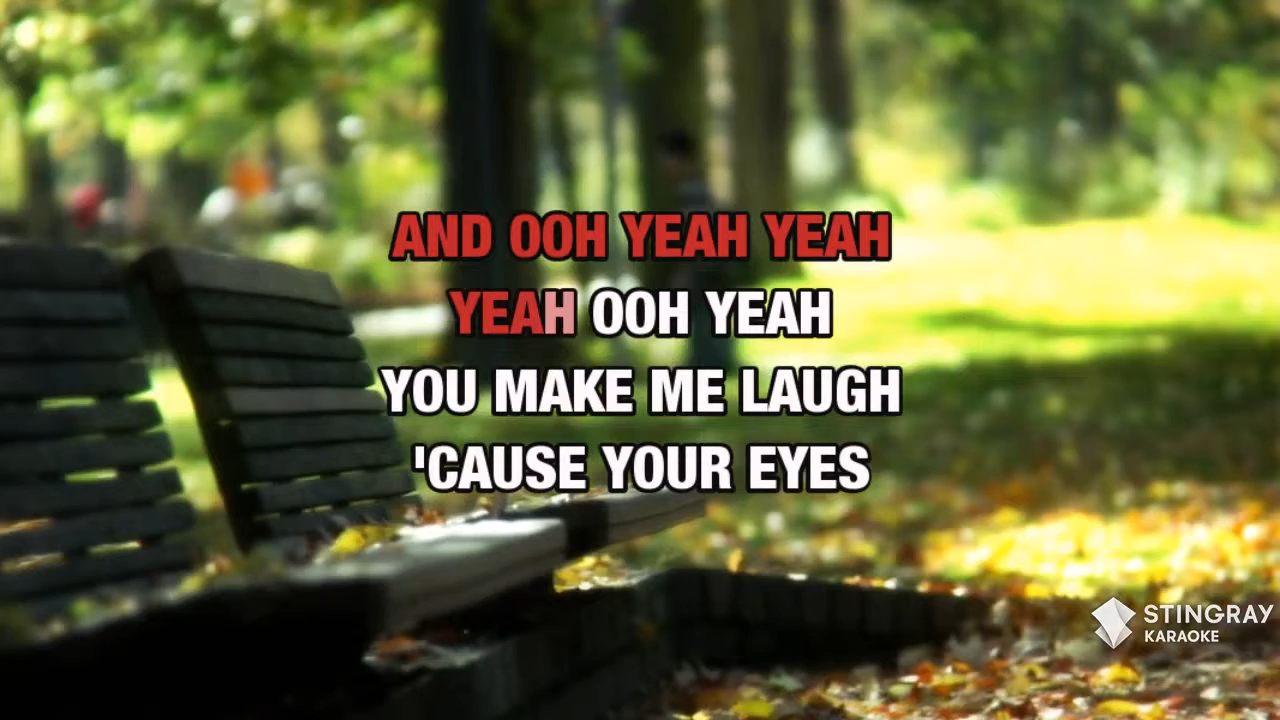 AND OOH YEAH YEAH
YEAH OOH YEAH
YOU MAKE ME LAUGH
'CAUSE YOUR EYES
STINGRAY
KARAOKE